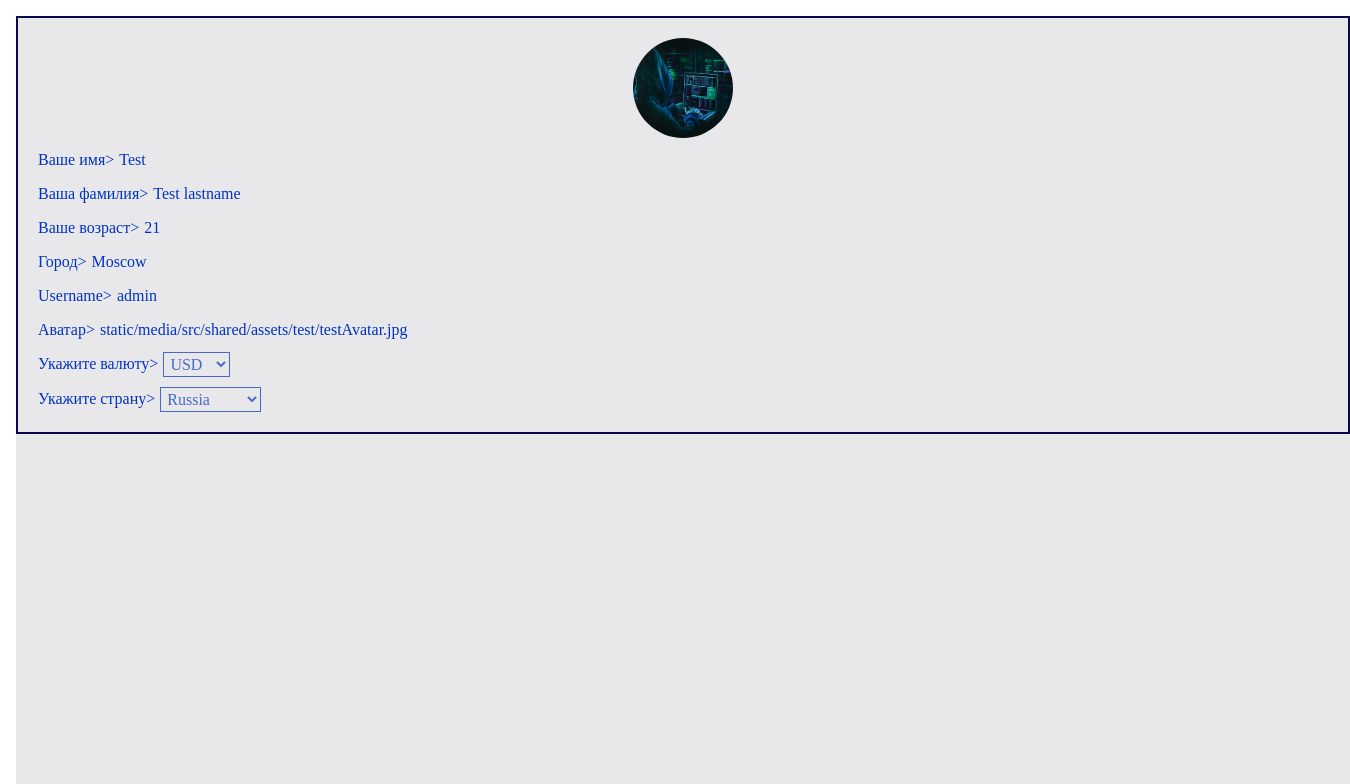 Ваше имя> Test
Ваша фамилия> Test lastname
Ваше возраст> 21
Город> Moscow
Username> admin
Аватар> static/media/src/shared/assets/test/testAvatar.jpg
Укажите валюту> USD
Укажите страну> Russia